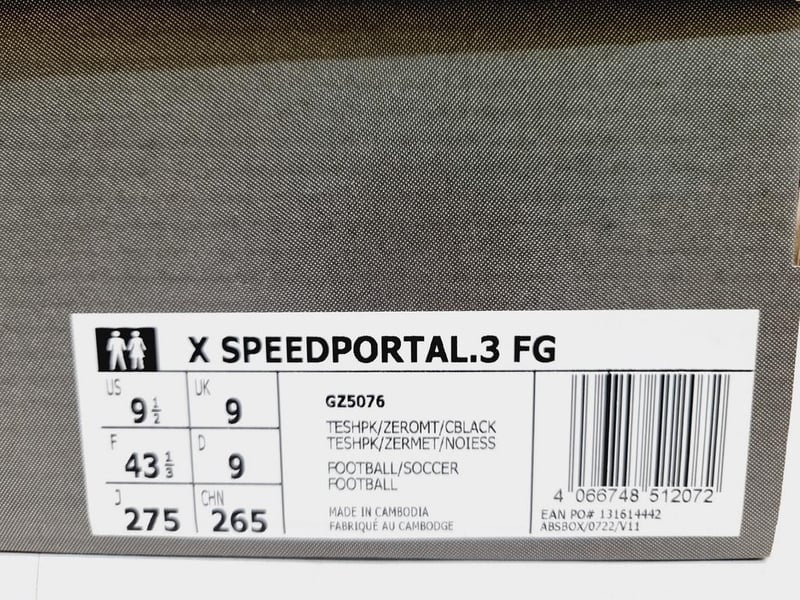 X SPEEDPORTAL.3 FG
US 9 1/2 UK 9
F 43 1/3 D 9
J 275 CHN 265
GZ5076
TESHPK/ZEROMT/CBLACK
TESHPK/ZERMET/NOIESS
FOOTBALL/SOCCER
FOOTBALL
MADE IN CAMBODIA
FABRIQUÉ AU CAMBODGE
4 066748 512072
EAN PO# 131614442
ABSBOX/0722/V11